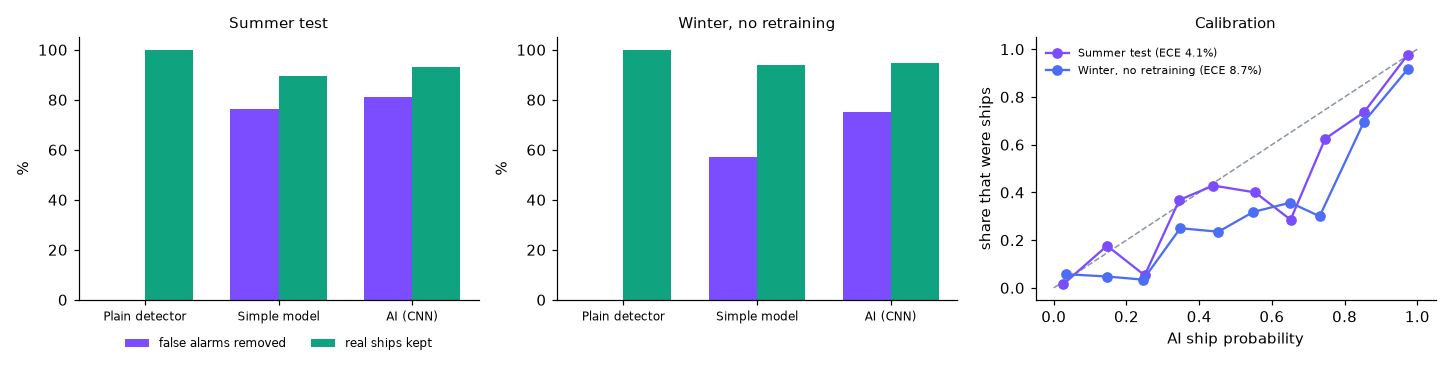 Summer test
%
100
80
60
40
20
0
Plain detector Simple model AI (CNN)
false alarms removed real ships kept
Winter, no retraining
%
100
80
60
40
20
0
Plain detector Simple model AI (CNN)
Calibration
share that were ships
1.0
0.8
0.6
0.4
0.2
0.0
Summer test (ECE 4.1%)
Winter, no retraining (ECE 8.7%)
0.0 0.2 0.4 0.6 0.8 1.0
AI ship probability